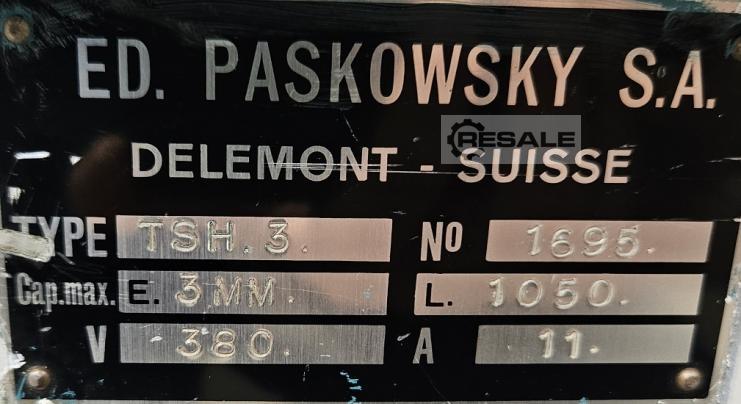 ED. PASKOWSKY S.A.
RESALE
DELEMONT - SUISSE
TYPE TSH.3. No 1695.
Cap.max. E. 3MM. L. 1050.
V 380. A 11.